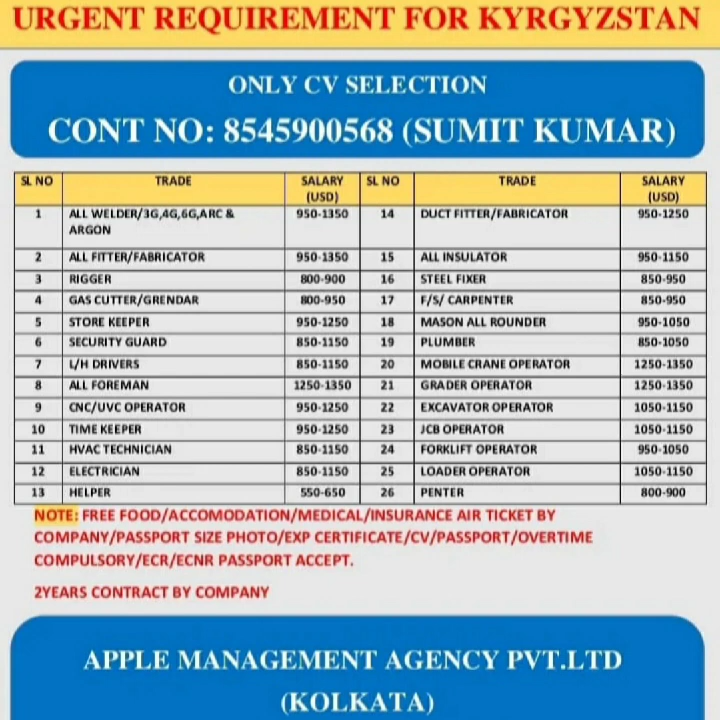 URGENT REQUIREMENT FOR KYRGYZSTAN
ONLY CV SELECTION
CONT NO: 8545900568 (SUMIT KUMAR)
SL NO TRADE SALARY (USD) SL NO TRADE SALARY (USD)
1 ALL WELDER/3G,4G,6G,ARC & ARGON 950-1350 14 DUCT FITTER/FABRICATOR 950-1250
2 ALL FITTER/FABRICATOR 950-1350 15 ALL INSULATOR 950-1150
3 RIGGER 800-900 16 STEEL FIXER 850-950
4 GAS CUTTER/GRENDAR 800-950 17 F/S/ CARPENTER 850-950
5 STORE KEEPER 950-1250 18 MASON ALL ROUNDER 950-1050
6 SECURITY GUARD 850-1150 19 PLUMBER 850-1050
7 L/H DRIVERS 850-1150 20 MOBILE CRANE OPERATOR 1250-1350
8 ALL FOREMAN 1250-1350 21 GRADER OPERATOR 1250-1350
9 CNC/UVC OPERATOR 950-1250 22 EXCAVATOR OPERATOR 1050-1150
10 TIME KEEPER 950-1250 23 JCB OPERATOR 1050-1150
11 HVAC TECHNICIAN 850-1150 24 FORKLIFT OPERATOR 950-1050
12 ELECTRICIAN 850-1150 25 LOADER OPERATOR 1050-1150
13 HELPER 550-650 26 PENTER 800-900
NOTE: FREE FOOD/ACCOMODATION/MEDICAL/INSURANCE AIR TICKET BY
COMPANY/PASSPORT SIZE PHOTO/EXP CERTIFICATE/CV/PASSPORT/OVERTIME
COMPULSORY/ECR/ECNR PASSPORT ACCEPT.
2YEARS CONTRACT BY COMPANY
APPLE MANAGEMENT AGENCY PVT.LTD
(KOLKATA)